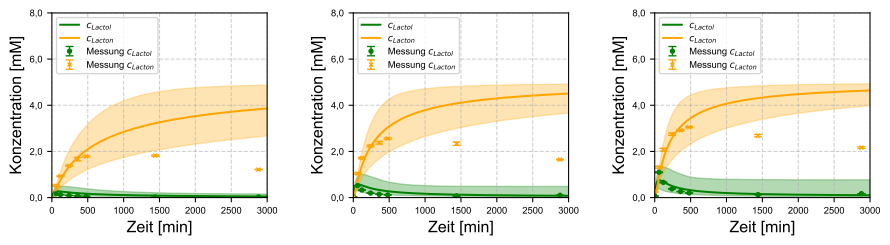 Konzentration [mM]
8,0
6,0
4,0
2,0
0,0
c_Lactol
c_Lacton
Messung c_Lactol
Messung c_Lacton
0 500 1000 1500 2000 2500 3000
Zeit [min]
Konzentration [mM]
8,0
6,0
4,0
2,0
0,0
c_Lactol
c_Lacton
Messung c_Lactol
Messung c_Lacton
0 500 1000 1500 2000 2500 3000
Zeit [min]
Konzentration [mM]
8,0
6,0
4,0
2,0
0,0
c_Lactol
c_Lacton
Messung c_Lactol
Messung c_Lacton
0 500 1000 1500 2000 2500 3000
Zeit [min]